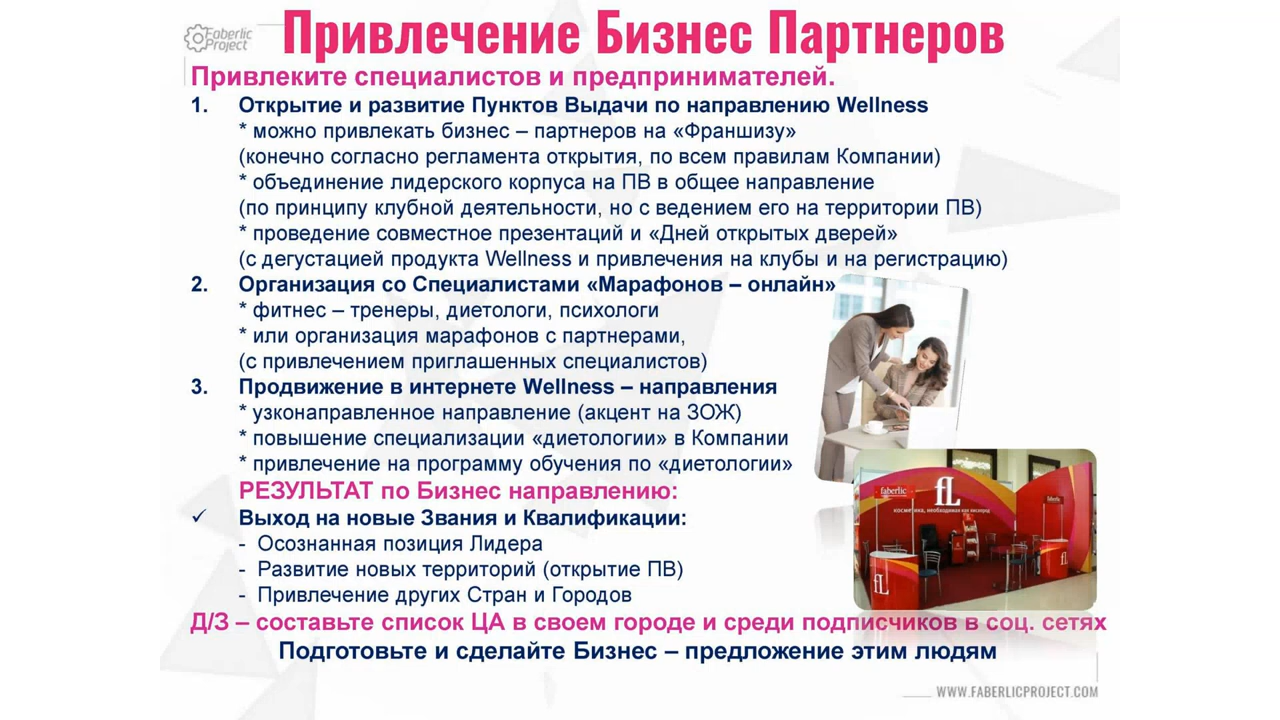 Faberlic
Project
Привлечение Бизнес Партнеров
Привлеките специалистов и предпринимателей.
1. Открытие и развитие Пунктов Выдачи по направлению Wellness
* можно привлекать бизнес – партнеров на «Франшизу»
(конечно согласно регламента открытия, по всем правилам Компании)
* объединение лидерского корпуса на ПВ в общее направление
(по принципу клубной деятельности, но с ведением его на территории ПВ)
* проведение совместное презентаций и «Дней открытых дверей»
(с дегустацией продукта Wellness и привлечения на клубы и на регистрацию)
2. Организация со Специалистами «Марафонов – онлайн»
* фитнес – тренеры, диетологи, психологи
* или организация марафонов с партнерами,
(с привлечением приглашенных специалистов)
3. Продвижение в интернете Wellness – направления
* узконаправленное направление (акцент на ЗОЖ)
* повышение специализации «диетологии» в Компании
* привлечение на программу обучения по «диетологии»
faberlic
fL
косметика, необходимая как кислород
faberlic
fL
fL
РЕЗУЛЬТАТ по Бизнес направлению:
✓ Выход на новые Звания и Квалификации:
- Осознанная позиция Лидера
- Развитие новых территорий (открытие ПВ)
- Привлечение других Стран и Городов
Д/З – составьте список ЦА в своем городе и среди подписчиков в соц. сетях
Подготовьте и сделайте Бизнес – предложение этим людям
WWW.FABERLICPROJECT.COM